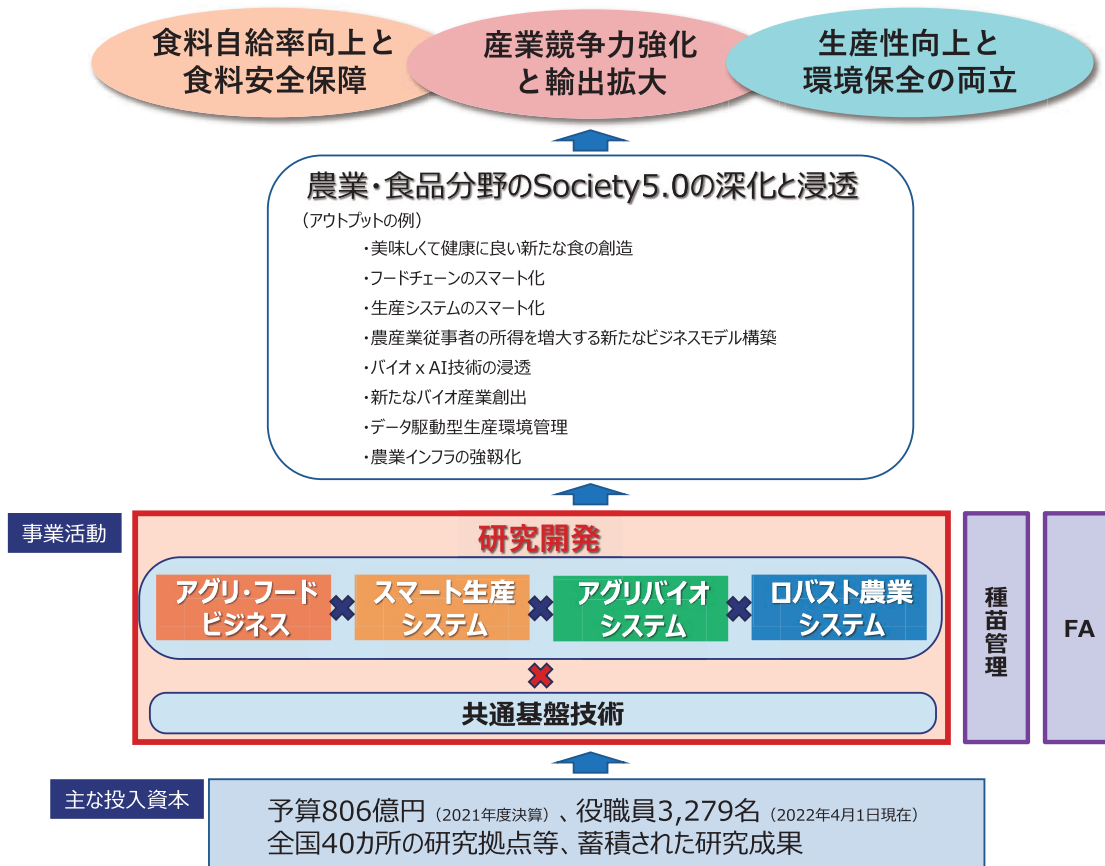 食料自給率向上と
食料安全保障
産業競争力強化
と輸出拡大
生産性向上と
環境保全の両立
農業・食品分野のSociety5.0の深化と浸透
（アウトプットの例）
・美味しくて健康に良い新たな食の創造
・フードチェーンのスマート化
・生産システムのスマート化
・農産業従事者の所得を増大する新たなビジネスモデル構築
・バイオ x AI技術の浸透
・新たなバイオ産業創出
・データ駆動型生産環境管理
・農業インフラの強靱化
事業活動
研究開発
アグリ・フード
ビジネス
スマート生産
システム
アグリバイオ
システム
ロバスト農業
システム
共通基盤技術
種苗管理
FA
主な投入資本
予算806億円（2021年度決算）、役職員3,279名（2022年4月1日現在）
全国40カ所の研究拠点等、蓄積された研究成果